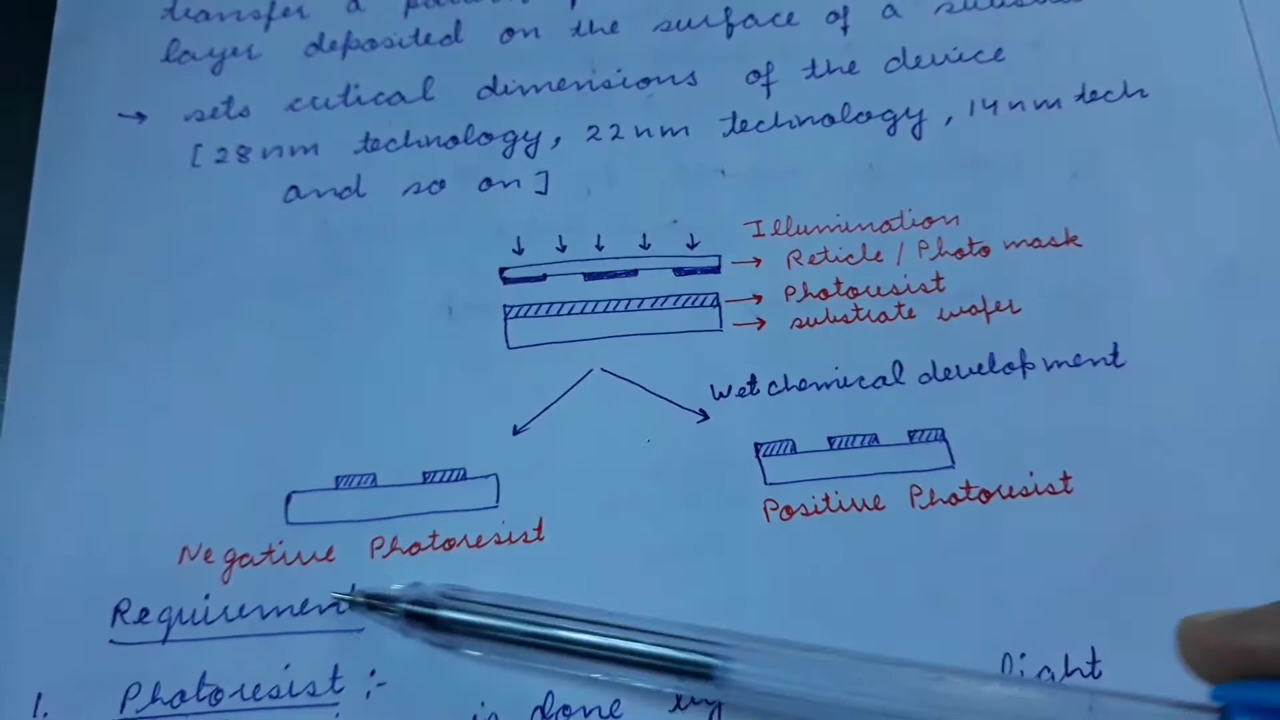 transfer a
layer deposited on the surface of a
→ sets critical dimensions of the device
[28nm technology, 22nm technology, 14nm tech
and so on]
Illumination
→ Reticle / Photo mask
→ Photoresist
→ substrate wafer
Wet chemical development
Positive Photoresist
Negative Photoresist
Requirement
light
1. Photoresist :-
is done